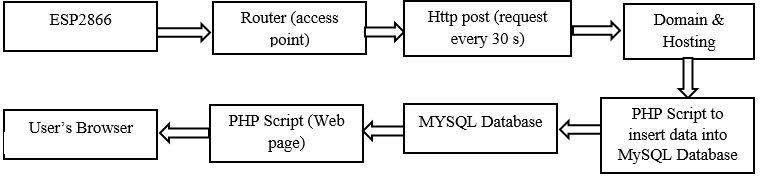 ESP2866
Router (access
point)
Http post (request
every 30 s)
Domain &
Hosting
PHP Script to
insert data into
MySQL Database
MYSQL Database
PHP Script (Web
page)
User's Browser